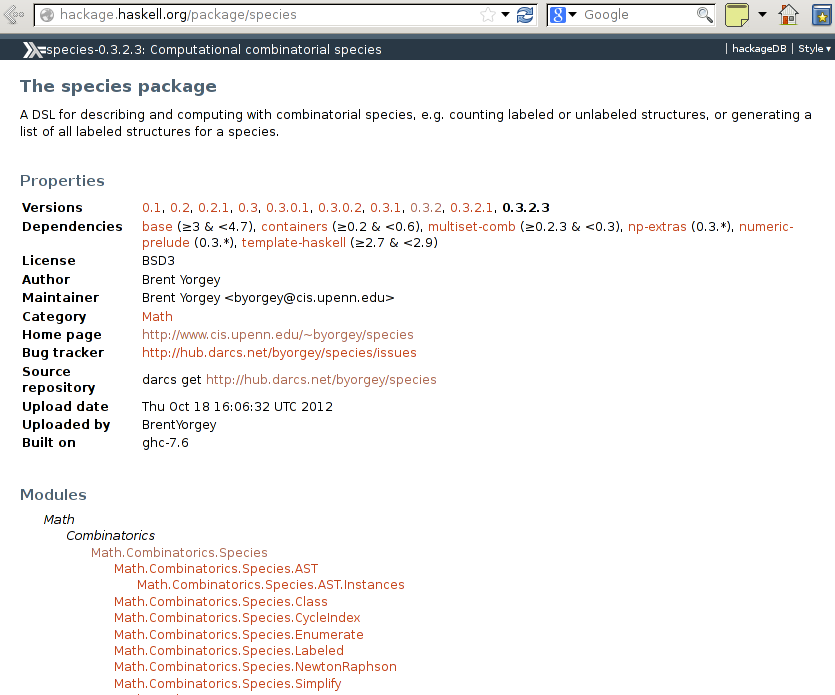 hackage.haskell.org/package/species
Google
species-0.3.2.3: Computational combinatorial species
| hackageDB | Style ▾
The species package
A DSL for describing and computing with combinatorial species, e.g. counting labeled or unlabeled structures, or generating a
list of all labeled structures for a species.
Properties
Versions 0.1, 0.2, 0.2.1, 0.3, 0.3.0.1, 0.3.0.2, 0.3.1, 0.3.2, 0.3.2.1, 0.3.2.3
Dependencies base (≥3 & <4.7), containers (≥0.2 & <0.6), multiset-comb (≥0.2.3 & <0.3), np-extras (0.3.*), numeric-
prelude (0.3.*), template-haskell (≥2.7 & <2.9)
License BSD3
Author Brent Yorgey
Maintainer Brent Yorgey <byorgey@cis.upenn.edu>
Category Math
Home page http://www.cis.upenn.edu/~byorgey/species
Bug tracker http://hub.darcs.net/byorgey/species/issues
Source
repository darcs get http://hub.darcs.net/byorgey/species
Upload date Thu Oct 18 16:06:32 UTC 2012
Uploaded by BrentYorgey
Built on ghc-7.6
Modules
Math
Combinatorics
Math.Combinatorics.Species
Math.Combinatorics.Species.AST
Math.Combinatorics.Species.AST.Instances
Math.Combinatorics.Species.Class
Math.Combinatorics.Species.CycleIndex
Math.Combinatorics.Species.Enumerate
Math.Combinatorics.Species.Labeled
Math.Combinatorics.Species.NewtonRaphson
Math.Combinatorics.Species.Simplify